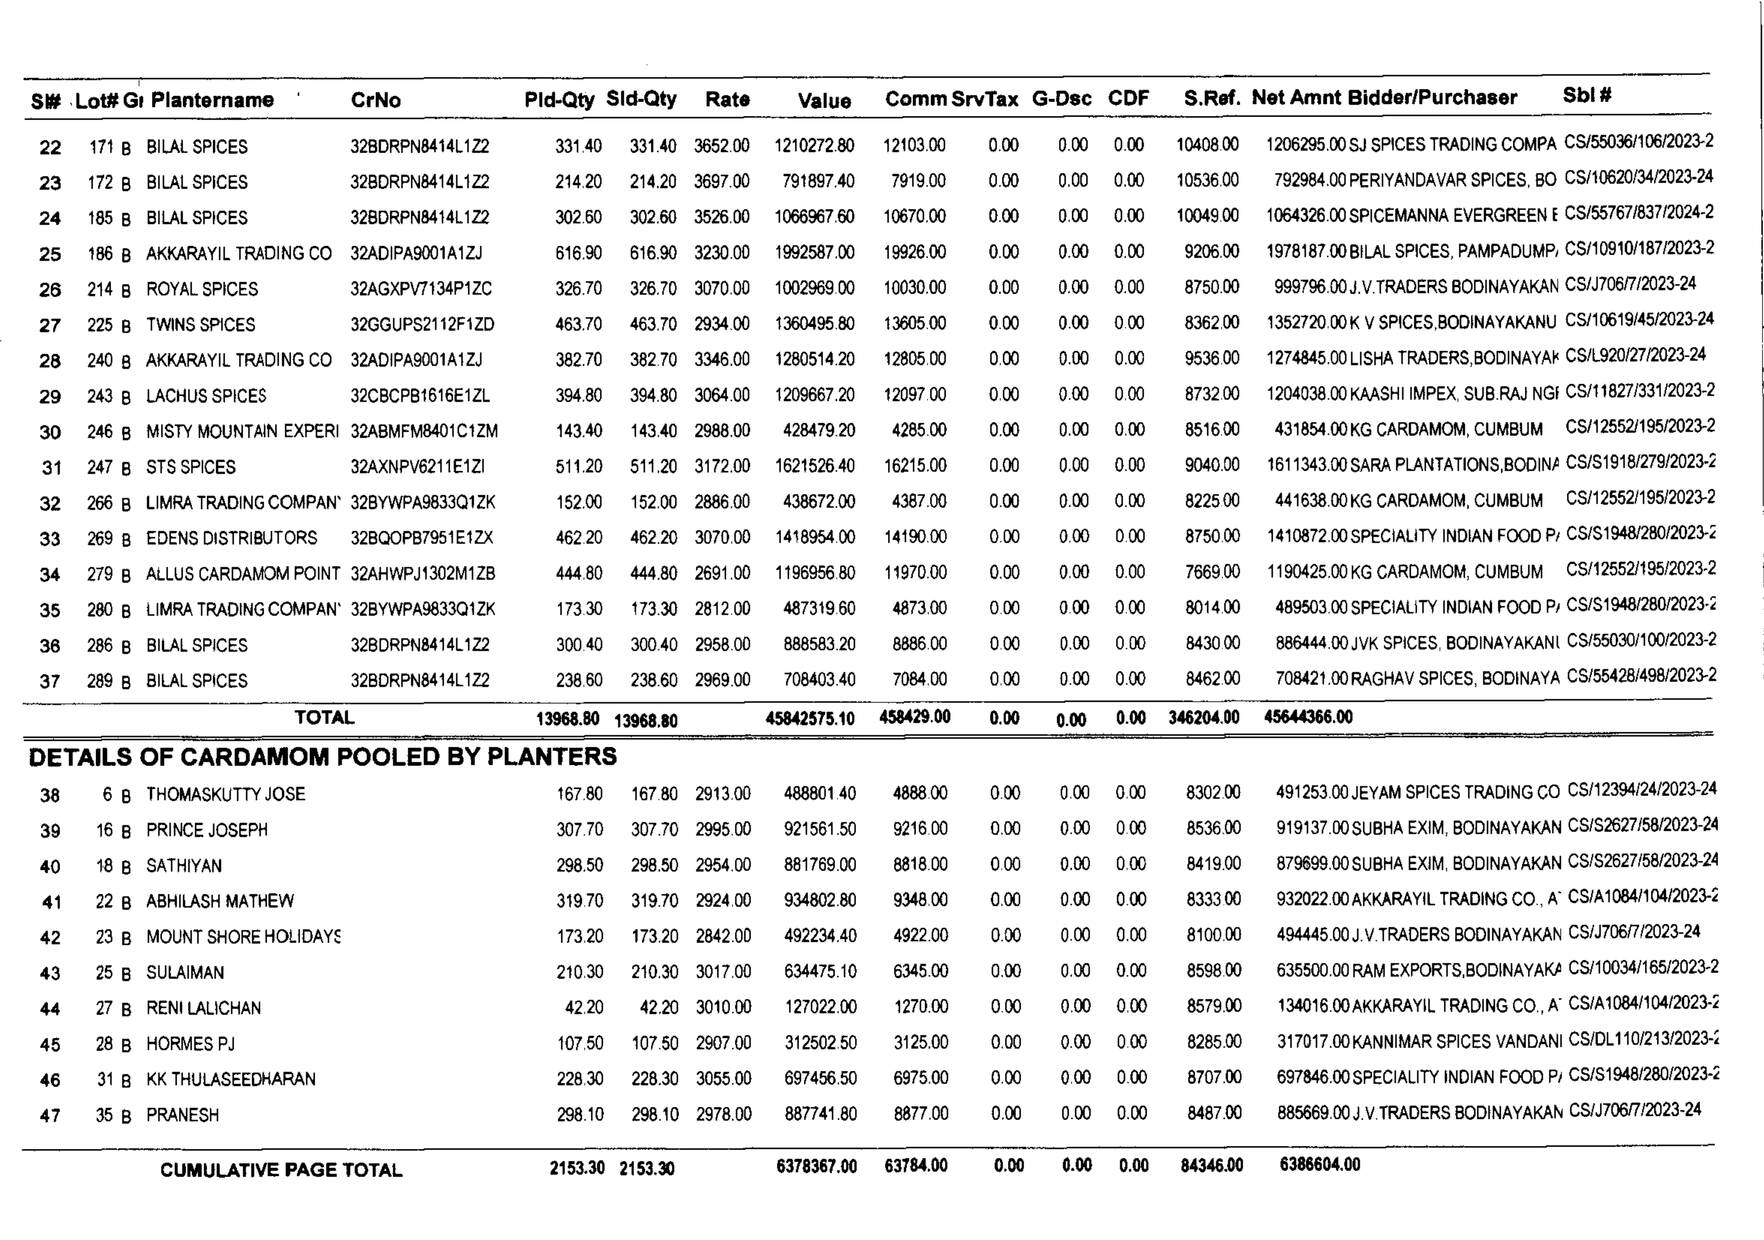 Sl# Lot# Gr Plantername CrNo Pld-Qty Sld-Qty Rate Value Comm SrvTax G-Dsc CDF S.Ref. Net Amnt Bidder/Purchaser Sbl #
22 171 B BILAL SPICES 32BDRPN8414L1Z2 331.40 331.40 3652.00 1210272.80 12103.00 0.00 0.00 0.00 10408.00 1206295.00 SJ SPICES TRADING COMPA CS/55036/106/2023-2
23 172 B BILAL SPICES 32BDRPN8414L1Z2 214.20 214.20 3697.00 791897.40 7919.00 0.00 0.00 0.00 10536.00 792984.00 PERIYANDAVAR SPICES, BO CS/10620/34/2023-24
24 185 B BILAL SPICES 32BDRPN8414L1Z2 302.60 302.60 3526.00 1066967.60 10670.00 0.00 0.00 0.00 10049.00 1064326.00 SPICEMANNA EVERGREEN E CS/55767/837/2024-2
25 186 B AKKARAYIL TRADING CO 32ADIPA9001A1ZJ 616.90 616.90 3230.00 1992587.00 19926.00 0.00 0.00 0.00 9206.00 1978187.00 BILAL SPICES, PAMPADUMP CS/10910/187/2023-2
26 214 B ROYAL SPICES 32AGXPV7134P1ZC 326.70 326.70 3070.00 1002969.00 10030.00 0.00 0.00 0.00 8750.00 999796.00 J.V.TRADERS BODINAYAKAN CS/J706/7/2023-24
27 225 B TWINS SPICES 32GGUPS2112F1ZD 463.70 463.70 2934.00 1360495.80 13605.00 0.00 0.00 0.00 8362.00 1352720.00 K V SPICES,BODINAYAKANU CS/10619/45/2023-24
28 240 B AKKARAYIL TRADING CO 32ADIPA9001A1ZJ 382.70 382.70 3346.00 1280514.20 12805.00 0.00 0.00 0.00 9536.00 1274845.00 LISHA TRADERS,BODINAYAK CS/L920/27/2023-24
29 243 B LACHUS SPICES 32CBCPB1616E1ZL 394.80 394.80 3064.00 1209667.20 12097.00 0.00 0.00 0.00 8732.00 1204038.00 KAASHI IMPEX, SUB.RAJ NGR CS/11827/331/2023-2
30 246 B MISTY MOUNTAIN EXPERI 32ABMFM8401C1ZM 143.40 143.40 2988.00 428479.20 4285.00 0.00 0.00 0.00 8516.00 431854.00 KG CARDAMOM, CUMBUM CS/12552/195/2023-2
31 247 B STS SPICES 32AXNPV6211E1ZI 511.20 511.20 3172.00 1621526.40 16215.00 0.00 0.00 0.00 9040.00 1611343.00 SARA PLANTATIONS,BODINA CS/S1918/279/2023-2
32 266 B LIMRA TRADING COMPAN 32BYWPA9833Q1ZK 152.00 152.00 2886.00 438672.00 4387.00 0.00 0.00 0.00 8225.00 441638.00 KG CARDAMOM, CUMBUM CS/12552/195/2023-2
33 269 B EDENS DISTRIBUTORS 32BQOPB7951E1ZX 462.20 462.20 3070.00 1418954.00 14190.00 0.00 0.00 0.00 8750.00 1410872.00 SPECIALITY INDIAN FOOD PA CS/S1948/280/2023-2
34 279 B ALLUS CARDAMOM POINT 32AHWPJ1302M1ZB 444.80 444.80 2691.00 1196956.80 11970.00 0.00 0.00 0.00 7669.00 1190425.00 KG CARDAMOM, CUMBUM CS/12552/195/2023-2
35 280 B LIMRA TRADING COMPAN 32BYWPA9833Q1ZK 173.30 173.30 2812.00 487319.60 4873.00 0.00 0.00 0.00 8014.00 489503.00 SPECIALITY INDIAN FOOD PA CS/S1948/280/2023-2
36 286 B BILAL SPICES 32BDRPN8414L1Z2 300.40 300.40 2958.00 888583.20 8886.00 0.00 0.00 0.00 8430.00 886444.00 JVK SPICES, BODINAYAKANU CS/55030/100/2023-2
37 289 B BILAL SPICES 32BDRPN8414L1Z2 238.60 238.60 2969.00 708403.40 7084.00 0.00 0.00 0.00 8462.00 708421.00 RAGHAV SPICES, BODINAYA CS/55428/498/2023-2
TOTAL 13968.80 13968.80 45842575.10 458429.00 0.00 0.00 0.00 346204.00 45644366.00
DETAILS OF CARDAMOM POOLED BY PLANTERS
38 6 B THOMASKUTTY JOSE 167.80 167.80 2913.00 488801.40 4888.00 0.00 0.00 0.00 8302.00 491253.00 JEYAM SPICES TRADING CO CS/12394/24/2023-24
39 16 B PRINCE JOSEPH 307.70 307.70 2995.00 921561.50 9216.00 0.00 0.00 0.00 8536.00 919137.00 SUBHA EXIM, BODINAYAKAN CS/S2627/58/2023-24
40 18 B SATHIYAN 298.50 298.50 2954.00 881769.00 8818.00 0.00 0.00 0.00 8419.00 879699.00 SUBHA EXIM, BODINAYAKAN CS/S2627/58/2023-24
41 22 B ABHILASH MATHEW 319.70 319.70 2924.00 934802.80 9348.00 0.00 0.00 0.00 8333.00 932022.00 AKKARAYIL TRADING CO., A CS/A1084/104/2023-2
42 23 B MOUNT SHORE HOLIDAYS 173.20 173.20 2842.00 492234.40 4922.00 0.00 0.00 0.00 8100.00 494445.00 J.V.TRADERS BODINAYAKAN CS/J706/7/2023-24
43 25 B SULAIMAN 210.30 210.30 3017.00 634475.10 6345.00 0.00 0.00 0.00 8598.00 635500.00 RAM EXPORTS,BODINAYAKA CS/10034/165/2023-2
44 27 B RENI LALICHAN 42.20 42.20 3010.00 127022.00 1270.00 0.00 0.00 0.00 8579.00 134016.00 AKKARAYIL TRADING CO., A CS/A1084/104/2023-2
45 28 B HORMES PJ 107.50 107.50 2907.00 312502.50 3125.00 0.00 0.00 0.00 8285.00 317017.00 KANNIMAR SPICES VANDANI CS/DL110/213/2023-2
46 31 B KK THULASEEDHARAN 228.30 228.30 3055.00 697456.50 6975.00 0.00 0.00 0.00 8707.00 697846.00 SPECIALITY INDIAN FOOD PA CS/S1948/280/2023-2
47 35 B PRANESH 298.10 298.10 2978.00 887741.80 8877.00 0.00 0.00 0.00 8487.00 885669.00 J.V.TRADERS BODINAYAKAN CS/J706/7/2023-24
CUMULATIVE PAGE TOTAL 2153.30 2153.30 6378367.00 63784.00 0.00 0.00 0.00 84346.00 6386604.00